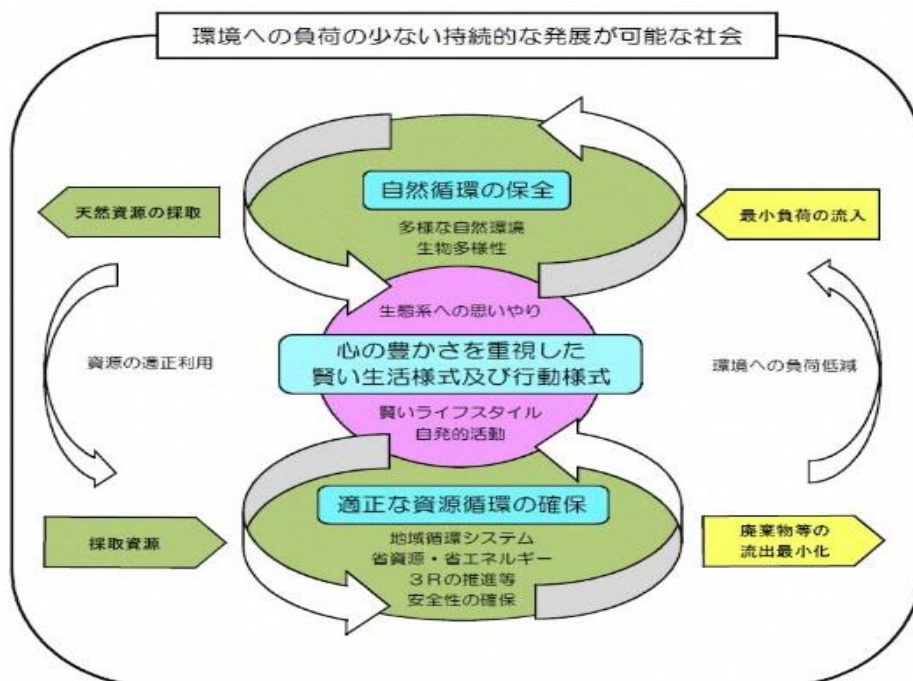 環境への負荷の少ない持続的な発展が可能な社会
自然循環の保全
天然資源の採取
最小負荷の流入
多様な自然環境
生物多様性
生態系への思いやり
心の豊かさを重視した
賢い生活様式及び行動様式
資源の適正利用
環境への負荷低減
賢いライフスタイル
自発的活動
適正な資源循環の確保
採取資源
廃棄物等の
流出最小化
地域循環システム
省資源・省エネルギー
3Rの推進等
安全性の確保